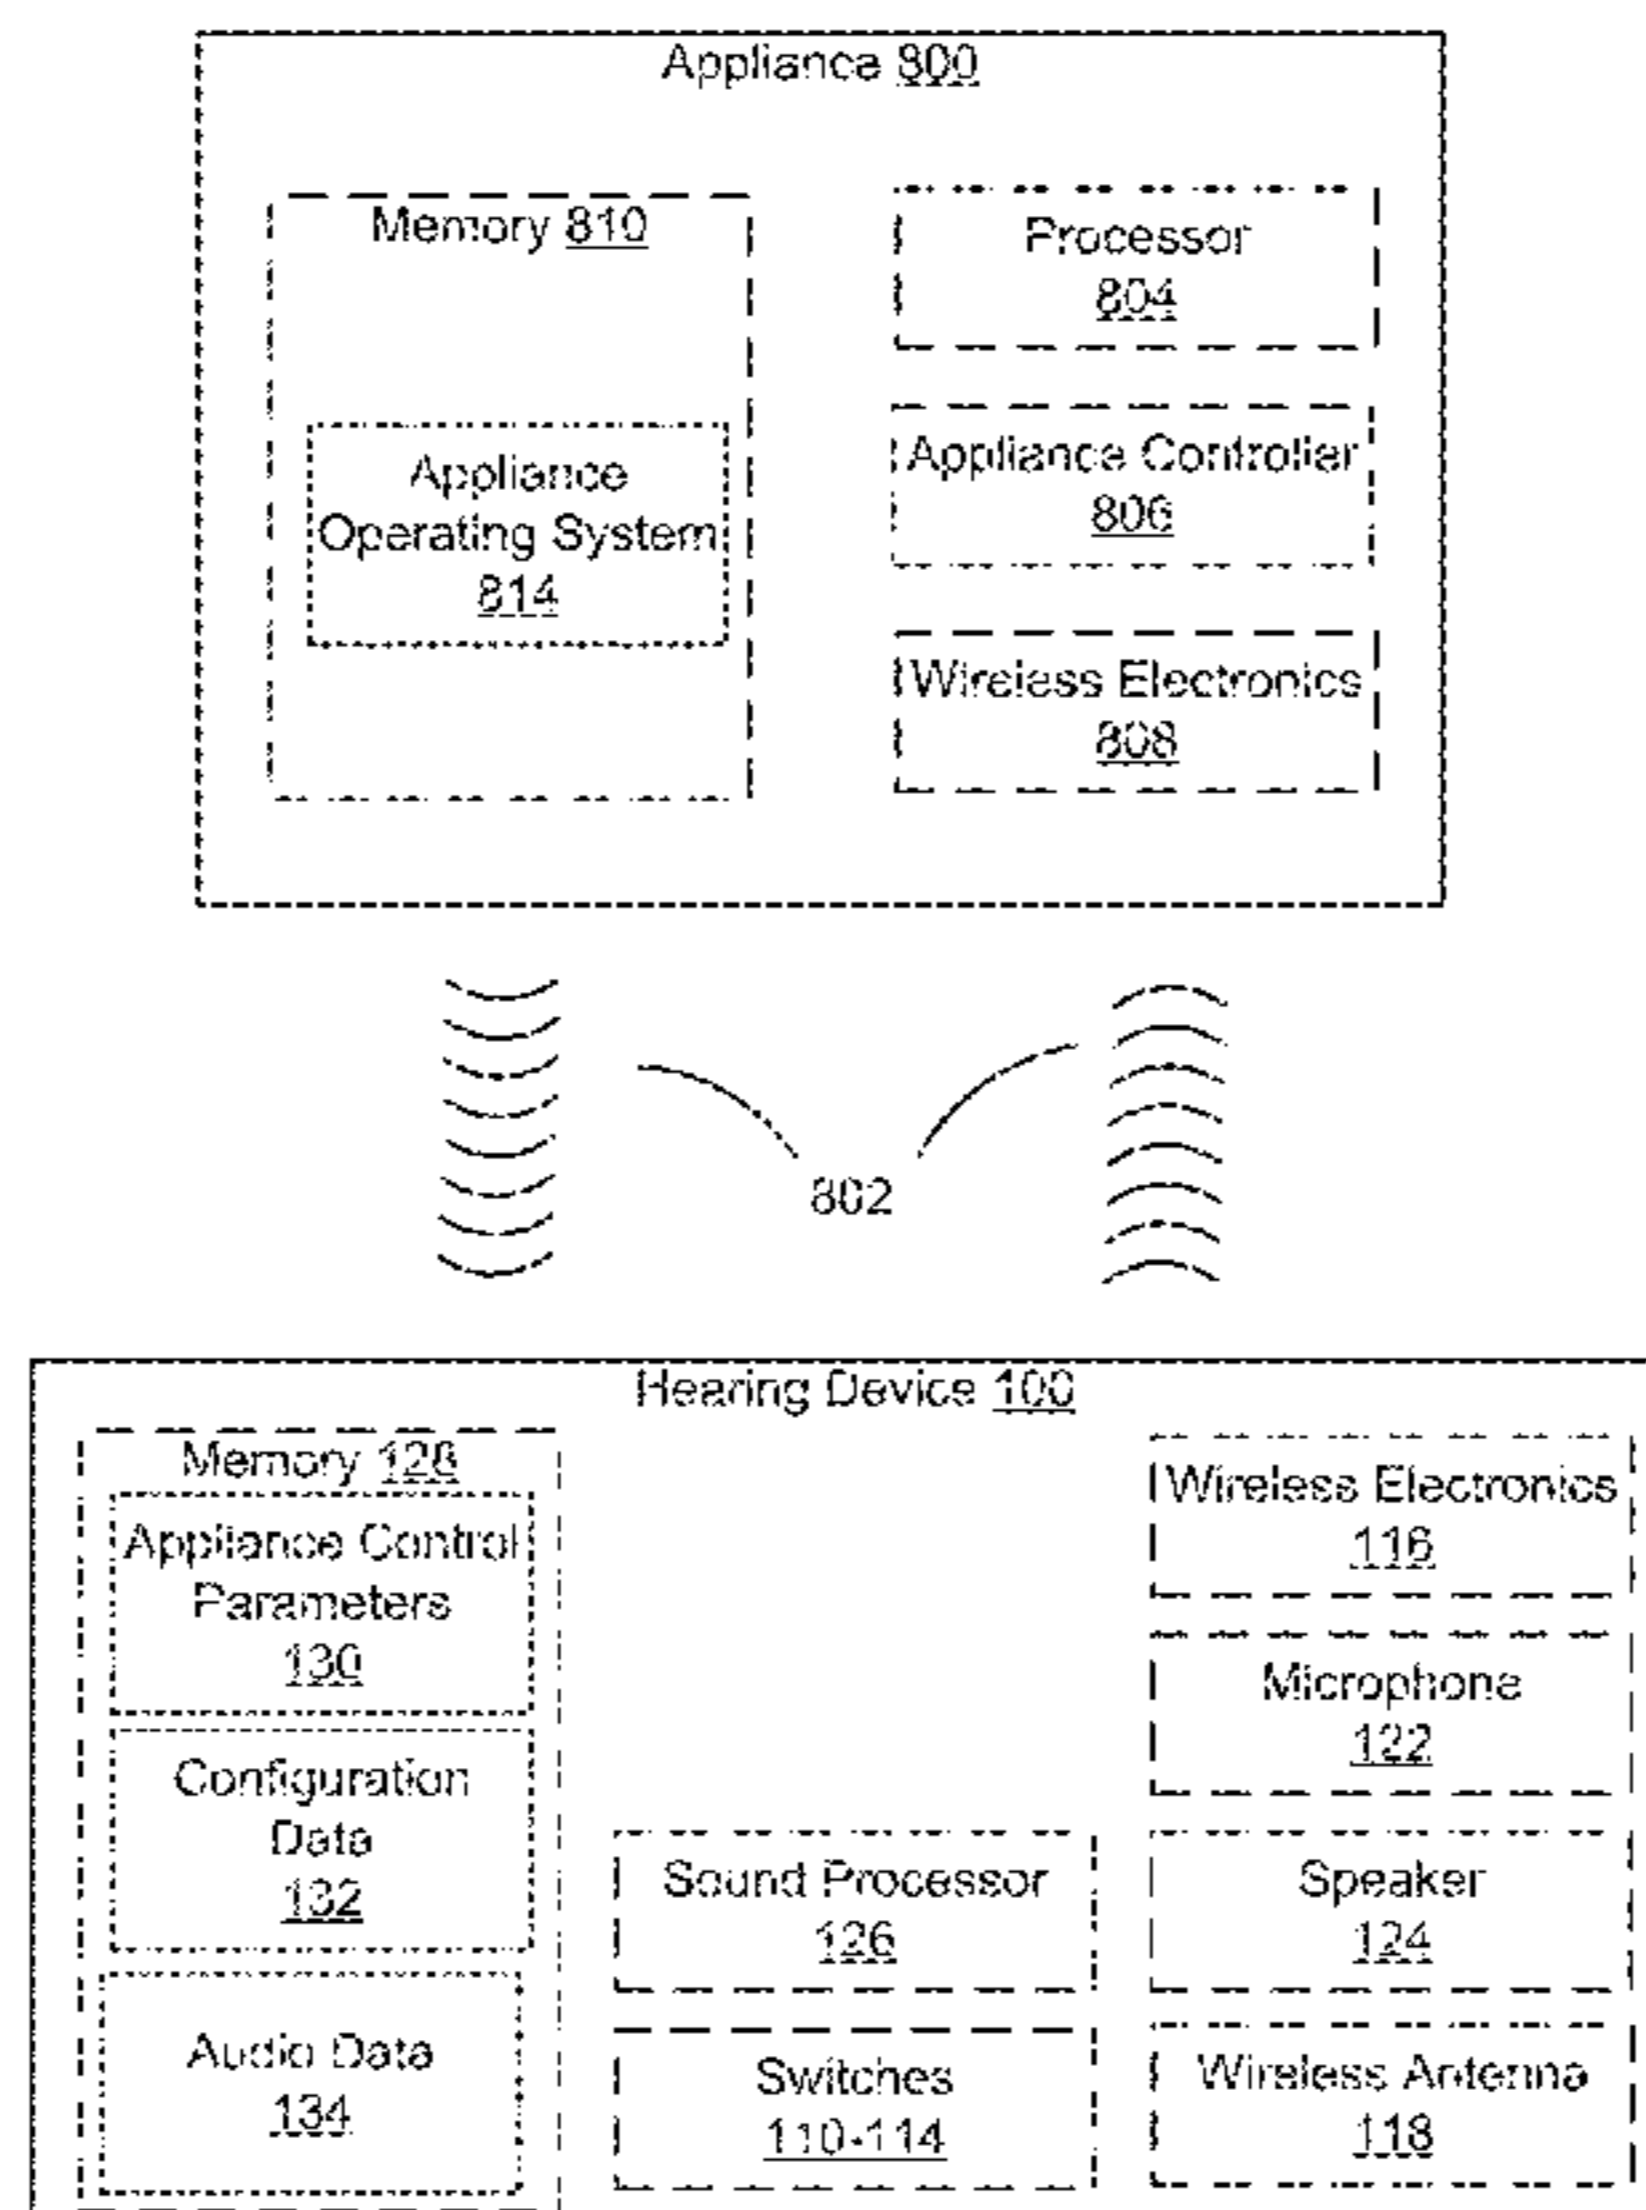 Appliance 800
Memory 810
Appliance
Operating System
814
Processor
804
Appliance Controller
806
Wireless Electronics
808
802
Hearing Device 100
Memory 128
Appliance Control
Parameters
130
Configuration
Data
132
Audio Data
134
Sound Processor
126
Switches
110-114
Wireless Electronics
116
Microphone
122
Speaker
124
Wireless Antenna
118